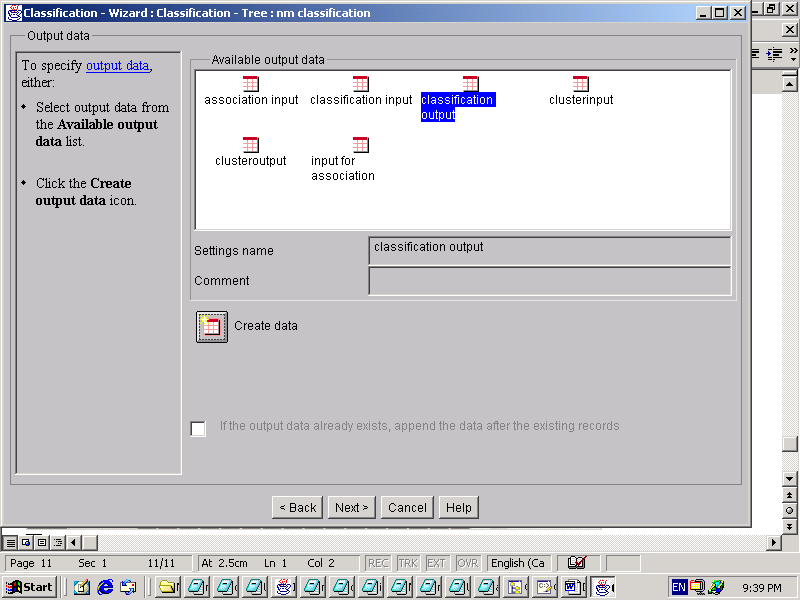 Classification - Wizard : Classification - Tree : nm classification
Output data
To specify output data,
either:
• Select output data from
the Available output
data list.
• Click the Create
output data icon.
Available output data
association input
classification input
classification
output
clusterinput
clusteroutput
input for
association
Settings name
classification output
Comment
Create data
If the output data already exists, append the data after the existing records
< Back
Next >
Cancel
Help
Page 11 Sec 1 11/11 At 2.5cm Ln 1 Col 2 REC TRK EXT OVR English (Ca
Start
EN
9:39 PM